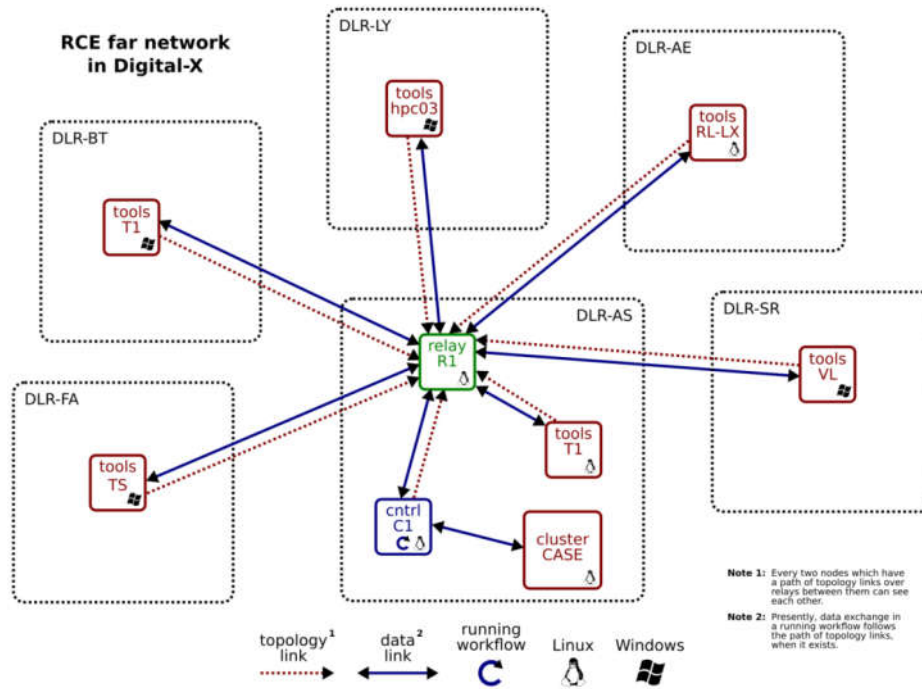 RCE far network
in Digital-X
DLR-LY
tools
hpc03
DLR-AE
tools
RL-LX
DLR-BT
tools
T1
DLR-AS
relay
R1
DLR-SR
tools
VL
DLR-FA
tools
TS
tools
T1
cntrl
C1
cluster
CASE
Note 1: Every two nodes which have
a path of topology links over
relays between them can see
each other.
Note 2: Presently, data exchange in
a running workflow follows
the path of topology links,
when it exists.
topology¹
link
data²
link
running
workflow
Linux
Windows